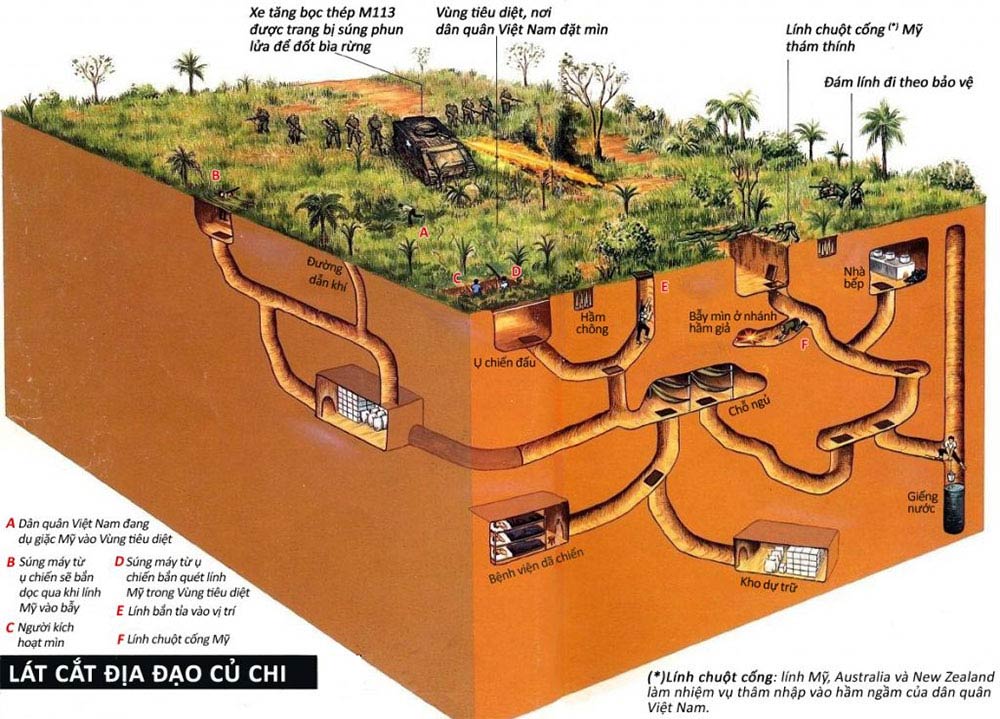 Xe tăng bọc thép M113
được trang bị súng phun
lửa để đốt bìa rừng
Vùng tiêu diệt, nơi
dân quân Việt Nam đặt mìn
Lính chuột cống (*) Mỹ
thám thính
Đám lính đi theo bảo vệ
B
A
C
D
E
Đường
dẫn khí
Hầm
chông
Ụ chiến đấu
Bẫy mìn ở nhánh
hầm giả
F
Nhà
bếp
Chỗ ngủ
Giếng
nước
Bệnh viện dã chiến
Kho dự trữ
A Dân quân Việt Nam đang
dụ giặc Mỹ vào Vùng tiêu diệt
B Súng máy từ
ụ chiến sẽ bắn
dọc qua khi lính
Mỹ vào bẫy
C Người kích
hoạt mìn
D Súng máy từ ụ
chiến bắn quét lính
Mỹ trong Vùng tiêu diệt
E Lính bắn tỉa vào vị trí
F Lính chuột cống Mỹ
LÁT CẮT ĐỊA ĐẠO CỦ CHI
(*)Lính chuột cống: lính Mỹ, Australia và New Zealand
làm nhiệm vụ thâm nhập vào hầm ngầm của dân quân
Việt Nam.